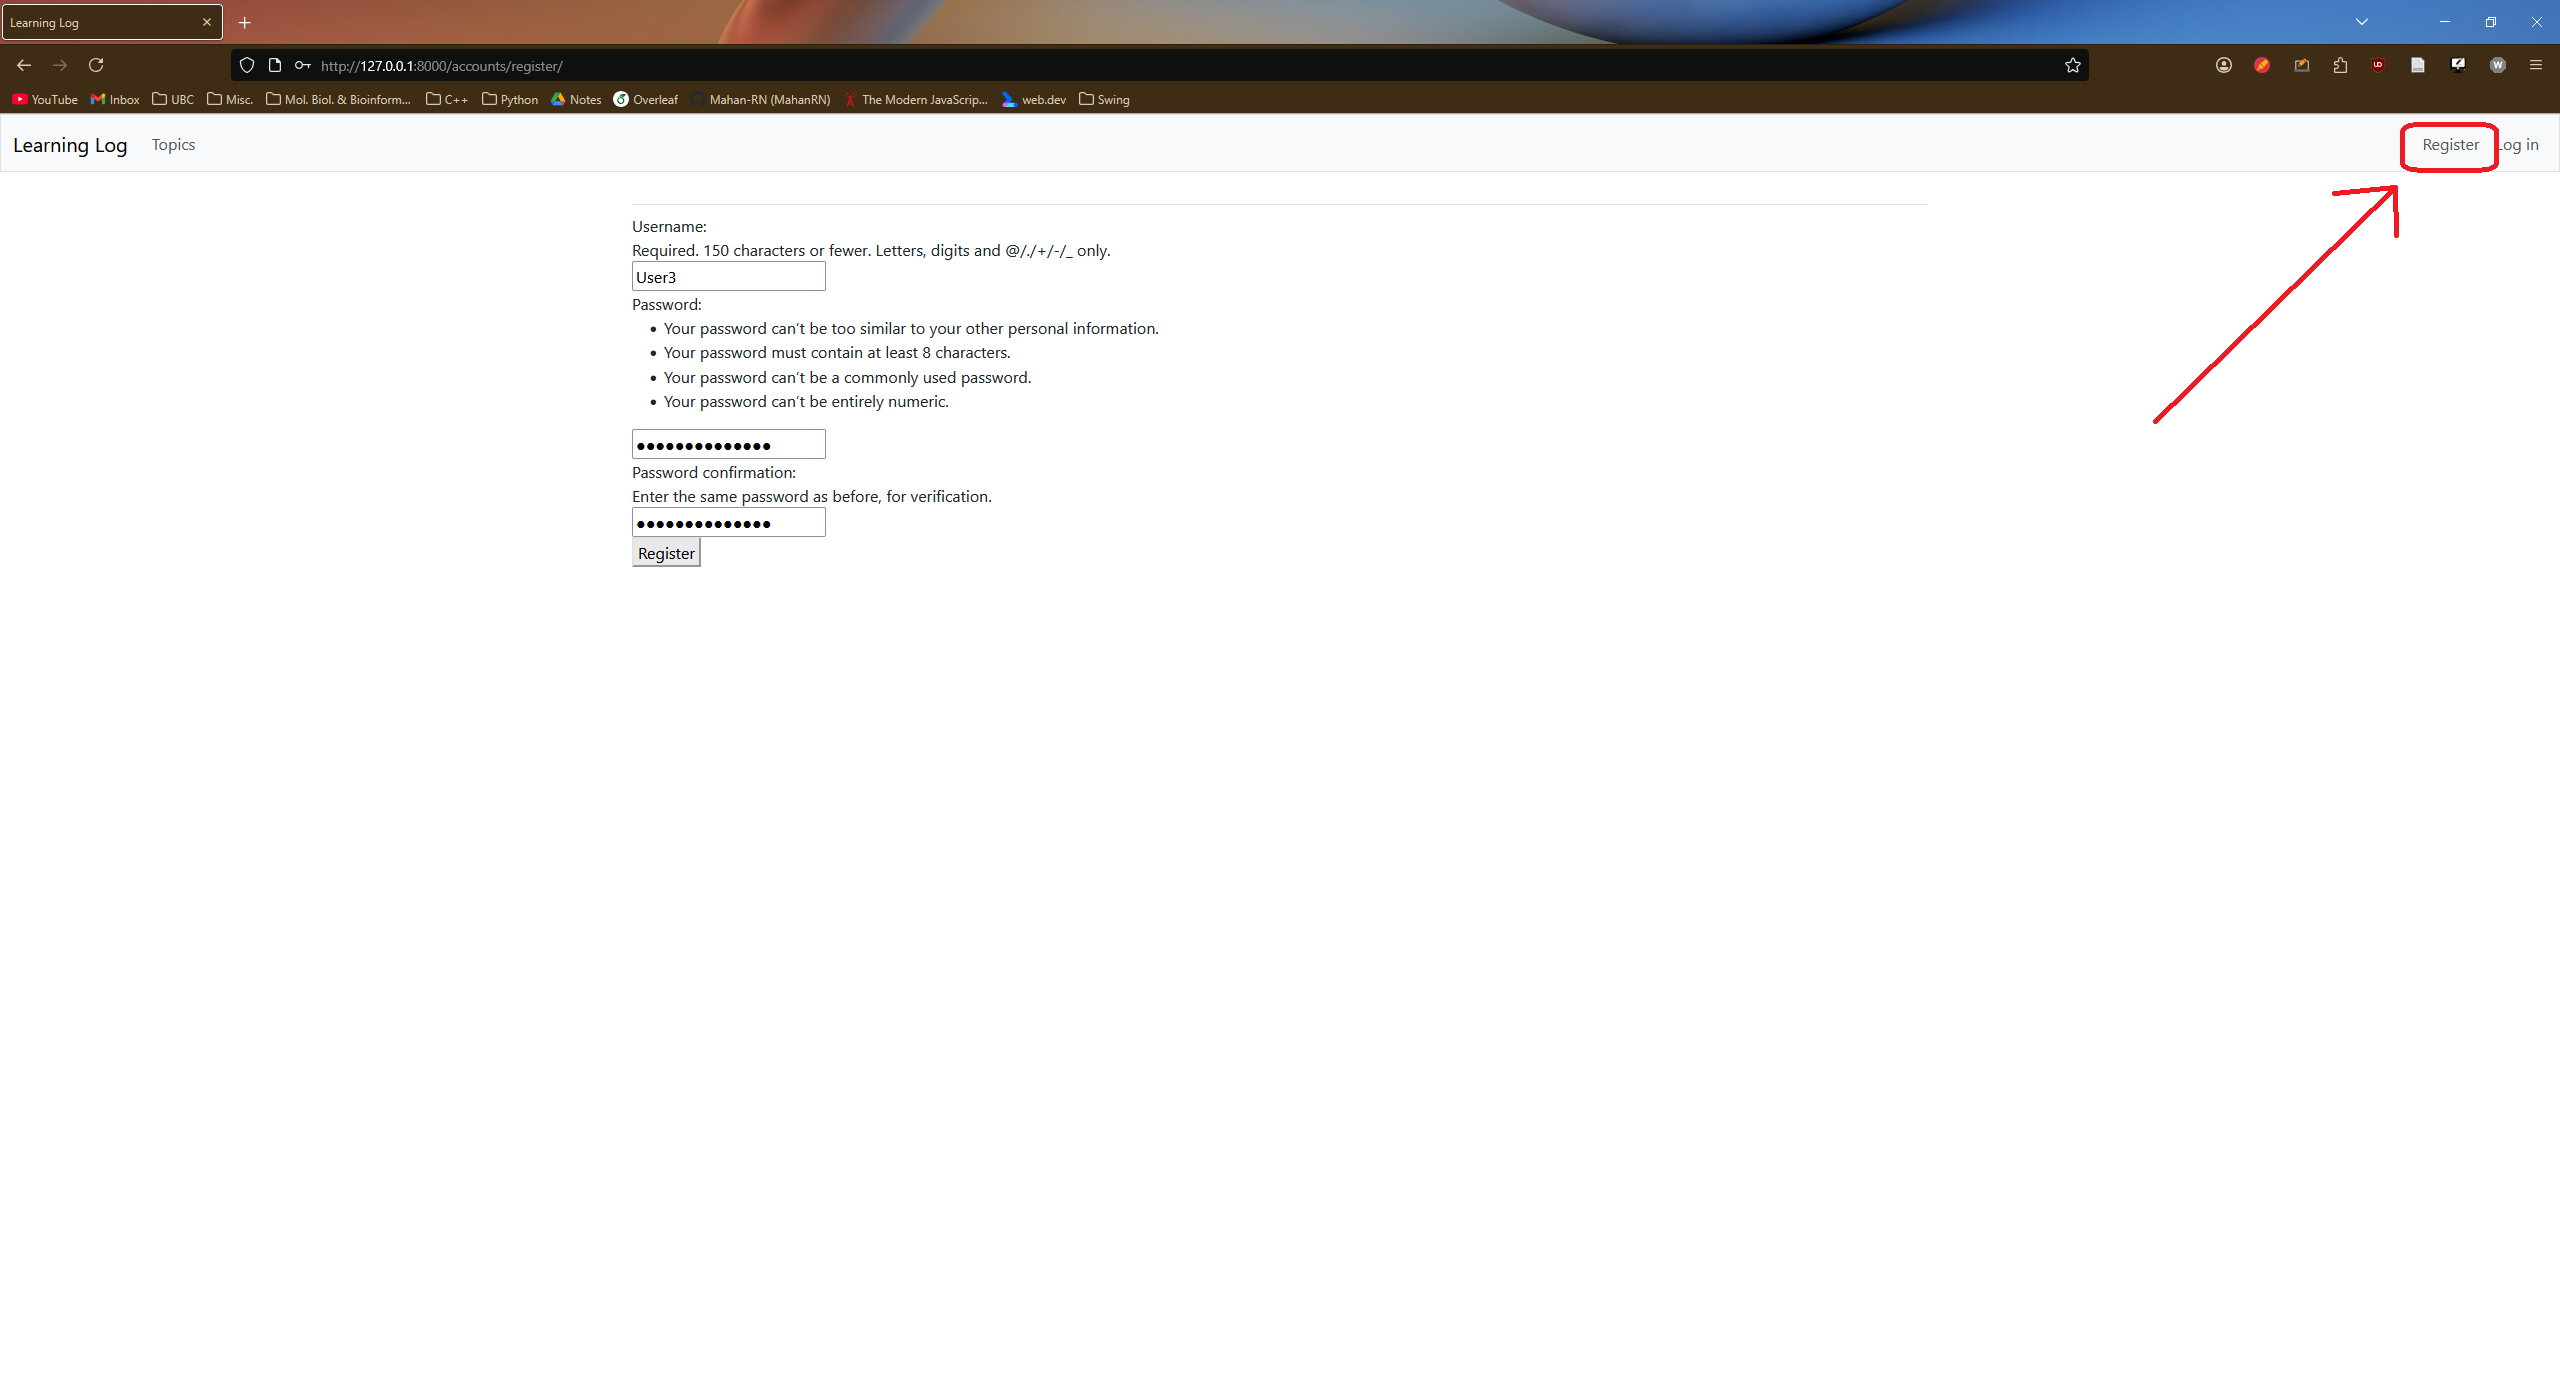 Learning Log
http://127.0.0.1:8000/accounts/register/
YouTube Inbox UBC Misc. Mol. Biol. & Bioinform... C++ Python Notes Overleaf Mahan-RN (MahanRN) The Modern JavaScrip... web.dev Swing
Learning Log Topics Register Log in
Username:
Required. 150 characters or fewer. Letters, digits and @/./+/-/_ only.
User3
Password:
• Your password can't be too similar to your other personal information.
• Your password must contain at least 8 characters.
• Your password can't be a commonly used password.
• Your password can't be entirely numeric.
●●●●●●●●●●●●●●
Password confirmation:
Enter the same password as before, for verification.
●●●●●●●●●●●●●●
Register